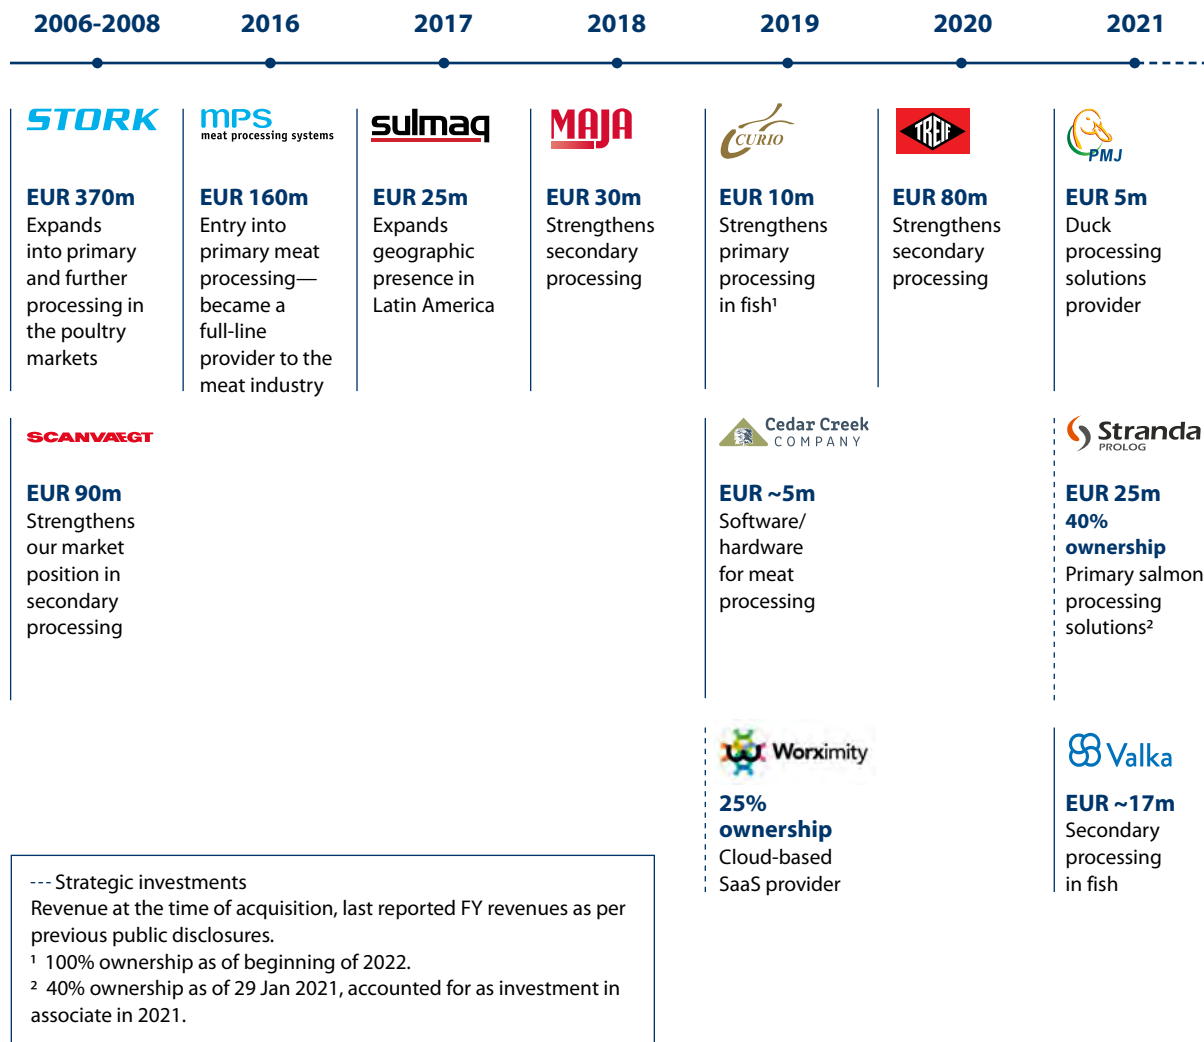 2006-2008
2016
2017
2018
2019
2020
2021
STORK
EUR 370m
Expands
into primary
and further
processing in
the poultry
markets
MPS
meat processing systems
EUR 160m
Entry into
primary meat
processing—
became a
full-line
provider to the
meat industry
sulmaq
EUR 25m
Expands
geographic
presence in
Latin America
MAJA
EUR 30m
Strengthens
secondary
processing
CURIO
EUR 10m
Strengthens
primary
processing
in fish¹
TREIF
EUR 80m
Strengthens
secondary
processing
PMJ
EUR 5m
Duck
processing
solutions
provider
SCANVAEGT
EUR 90m
Strengthens
our market
position in
secondary
processing
Cedar Creek
COMPANY
EUR ~5m
Software/
hardware
for meat
processing
Stranda
PROLOG
EUR 25m
40%
ownership
Primary salmon
processing
solutions²
Worximity
25%
ownership
Cloud-based
SaaS provider
Valka
EUR ~17m
Secondary
processing
in fish
--- Strategic investments
Revenue at the time of acquisition, last reported FY revenues as per
previous public disclosures.
¹ 100% ownership as of beginning of 2022.
² 40% ownership as of 29 Jan 2021, accounted for as investment in
associate in 2021.